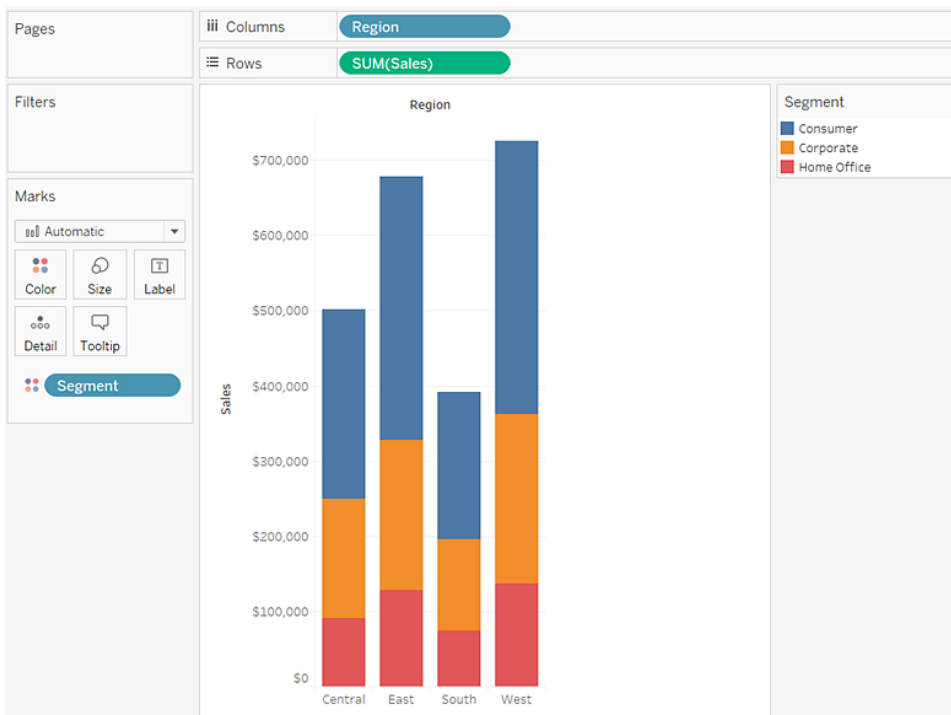 Pages
Columns
Region
Rows
SUM(Sales)
Filters
Marks
Automatic
Color
Size
Label
Detail
Tooltip
Segment
Region
Sales
$700,000
$600,000
$500,000
$400,000
$300,000
$200,000
$100,000
$0
Central East South West
Segment
Consumer
Corporate
Home Office